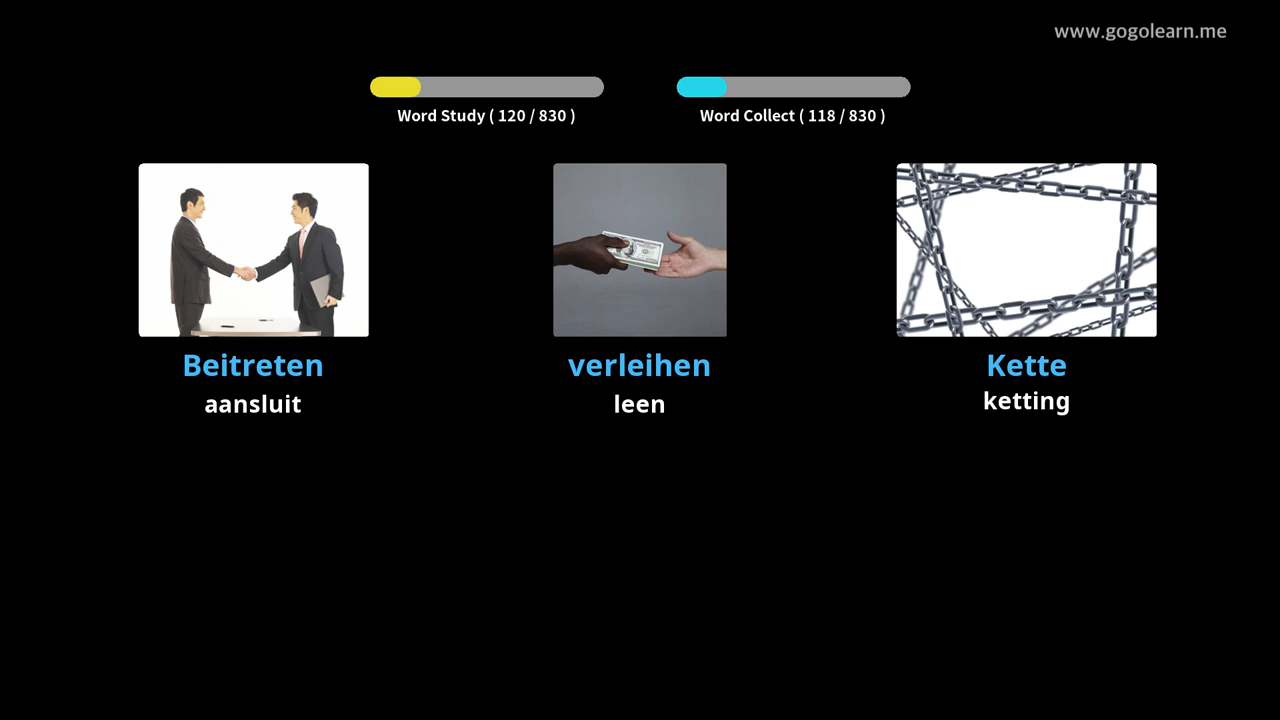 www.gogolearn.me
Word Study ( 120 / 830 )
Word Collect ( 118 / 830 )
Beitreten
aansluit
verleihen
leen
Kette
ketting